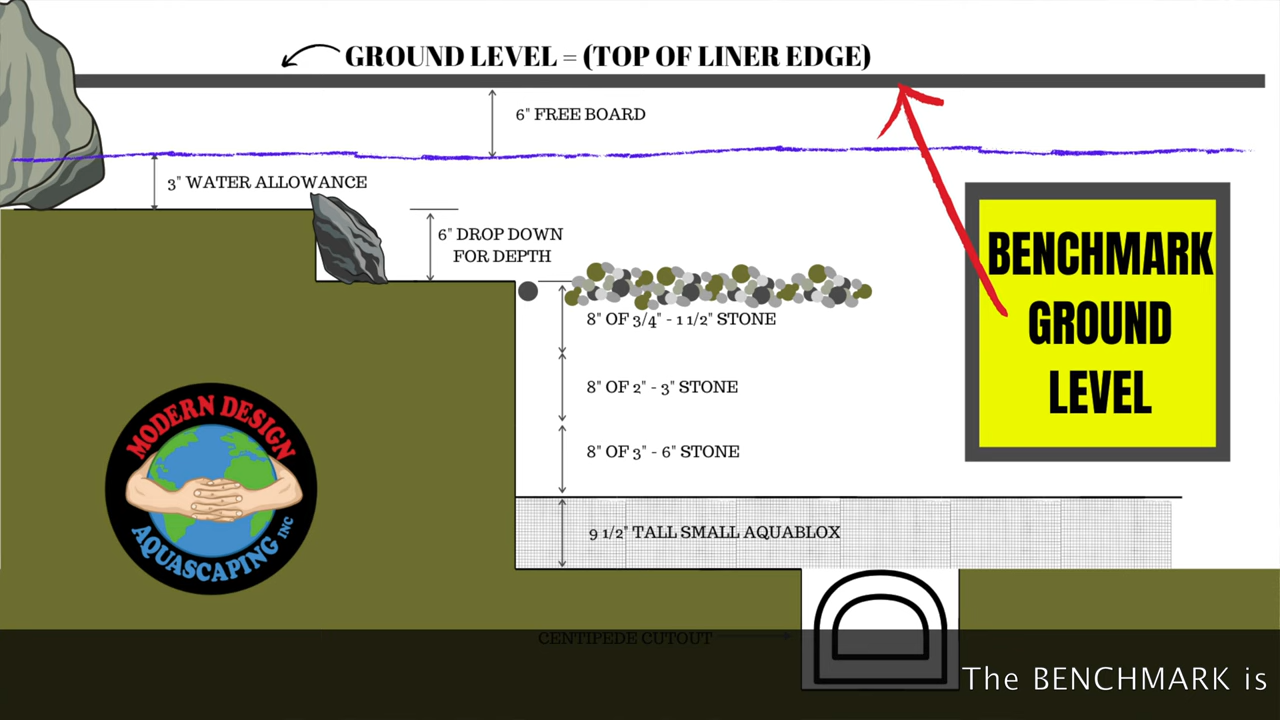 GROUND LEVEL = (TOP OF LINER EDGE)
6" FREE BOARD
3" WATER ALLOWANCE
6" DROP DOWN
FOR DEPTH
BENCHMARK
GROUND
LEVEL
8" OF 3/4" - 1 1/2" STONE
8" OF 2" - 3" STONE
8" OF 3" - 6" STONE
MODERN DESIGN
AQUASCAPING INC
9 1/2" TALL SMALL AQUABLOX
CENTIPEDE CUTOUT
The BENCHMARK is